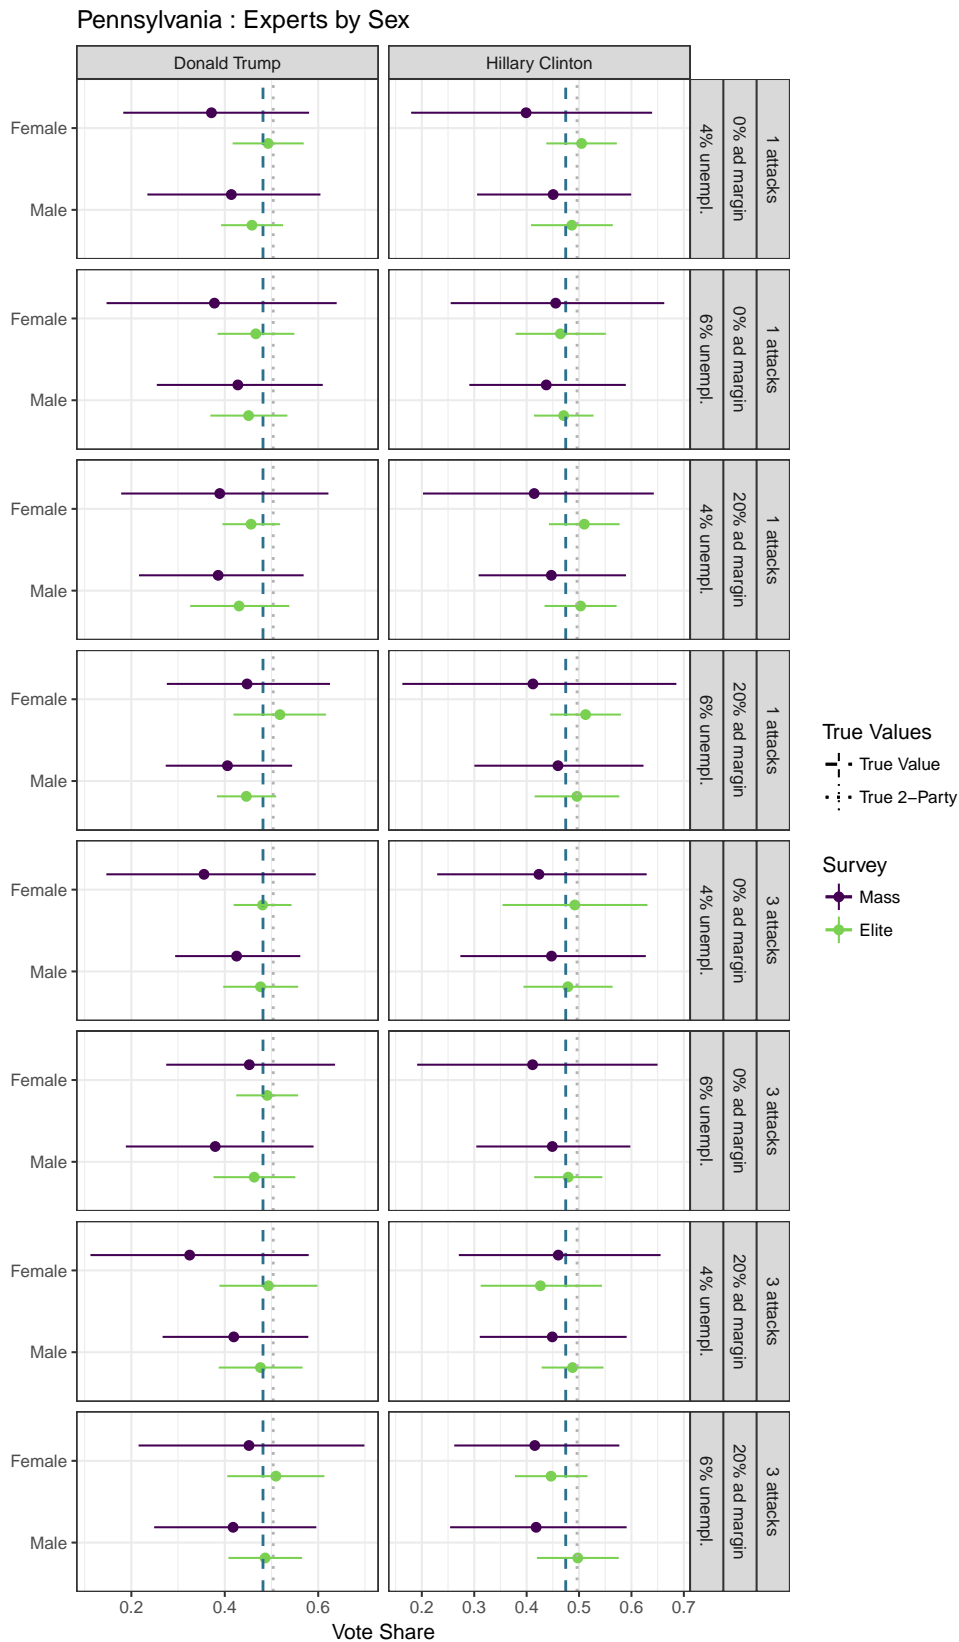 Pennsylvania : Experts by Sex
Donald Trump
Hillary Clinton
Female
Male
4% unempl.
0% ad margin
1 attacks
Female
Male
6% unempl.
0% ad margin
1 attacks
Female
Male
4% unempl.
20% ad margin
1 attacks
Female
Male
6% unempl.
20% ad margin
1 attacks
Female
Male
4% unempl.
0% ad margin
3 attacks
Female
Male
6% unempl.
0% ad margin
3 attacks
Female
Male
4% unempl.
20% ad margin
3 attacks
Female
Male
6% unempl.
20% ad margin
3 attacks
0.2 0.4 0.6
0.2 0.3 0.4 0.5 0.6 0.7
Vote Share
True Values
True Value
True 2−Party
Survey
Mass
Elite